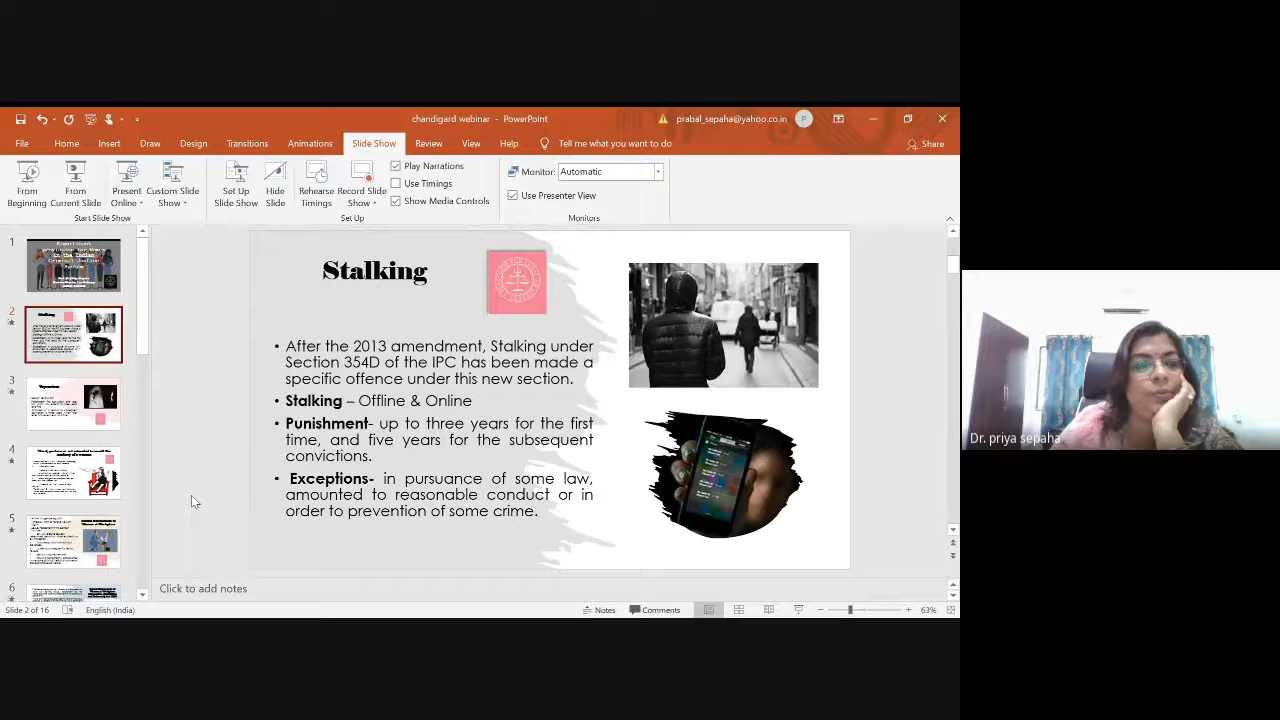 chandigard webinar - PowerPoint
prabal_sepaha@yahoo.co.in
P
File Home Insert Draw Design Transitions Animations Slide Show Review View Help Tell me what you want to do
Share
From Beginning
From Current Slide
Present Online
Custom Slide Show
Set Up Slide Show
Hide Slide
Rehearse Timings
Record Slide Show
Play Narrations
Use Timings
Show Media Controls
Monitor: Automatic
Use Presenter View
Start Slide Show
Set Up
Monitors
1
2
3
4
5
6
Stalking
• After the 2013 amendment, Stalking under
Section 354D of the IPC has been made a
specific offence under this new section.
• Stalking – Offline & Online
• Punishment- up to three years for the first
time, and five years for the subsequent
convictions.
• Exceptions- in pursuance of some law,
amounted to reasonable conduct or in
order to prevention of some crime.
Click to add notes
Slide 2 of 16
English (India)
Notes
Comments
63%
Dr. priya sepaha